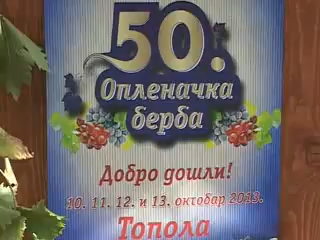 50.
Опленачка
берба
Добро дошли!
10. 11. 12. и 13. октобар 2013.
Топола